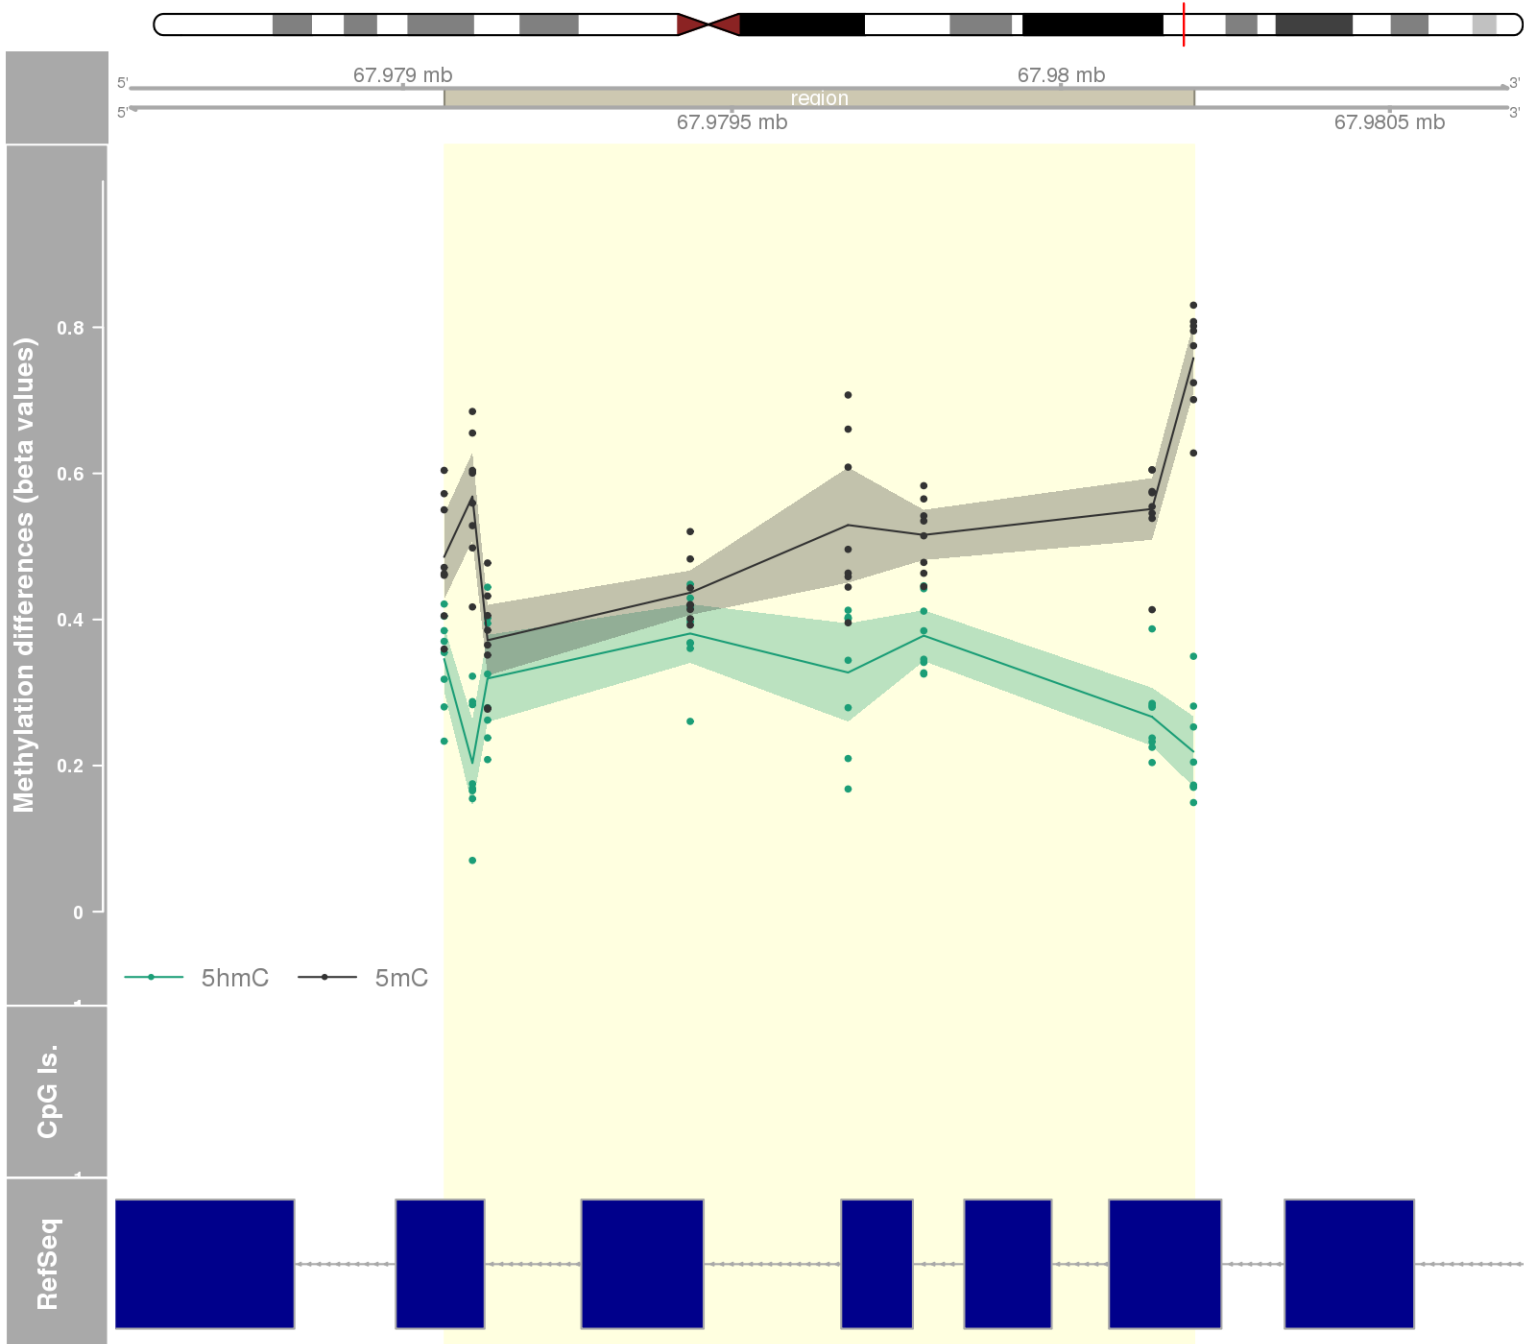 67.979 mb
67.98 mb
5'
3'
region
5'
3'
67.9795 mb
67.9805 mb
Methylation differences (beta values)
0.8
0.6
0.4
0.2
0
5hmC
5mC
CpG Is.
RefSeq